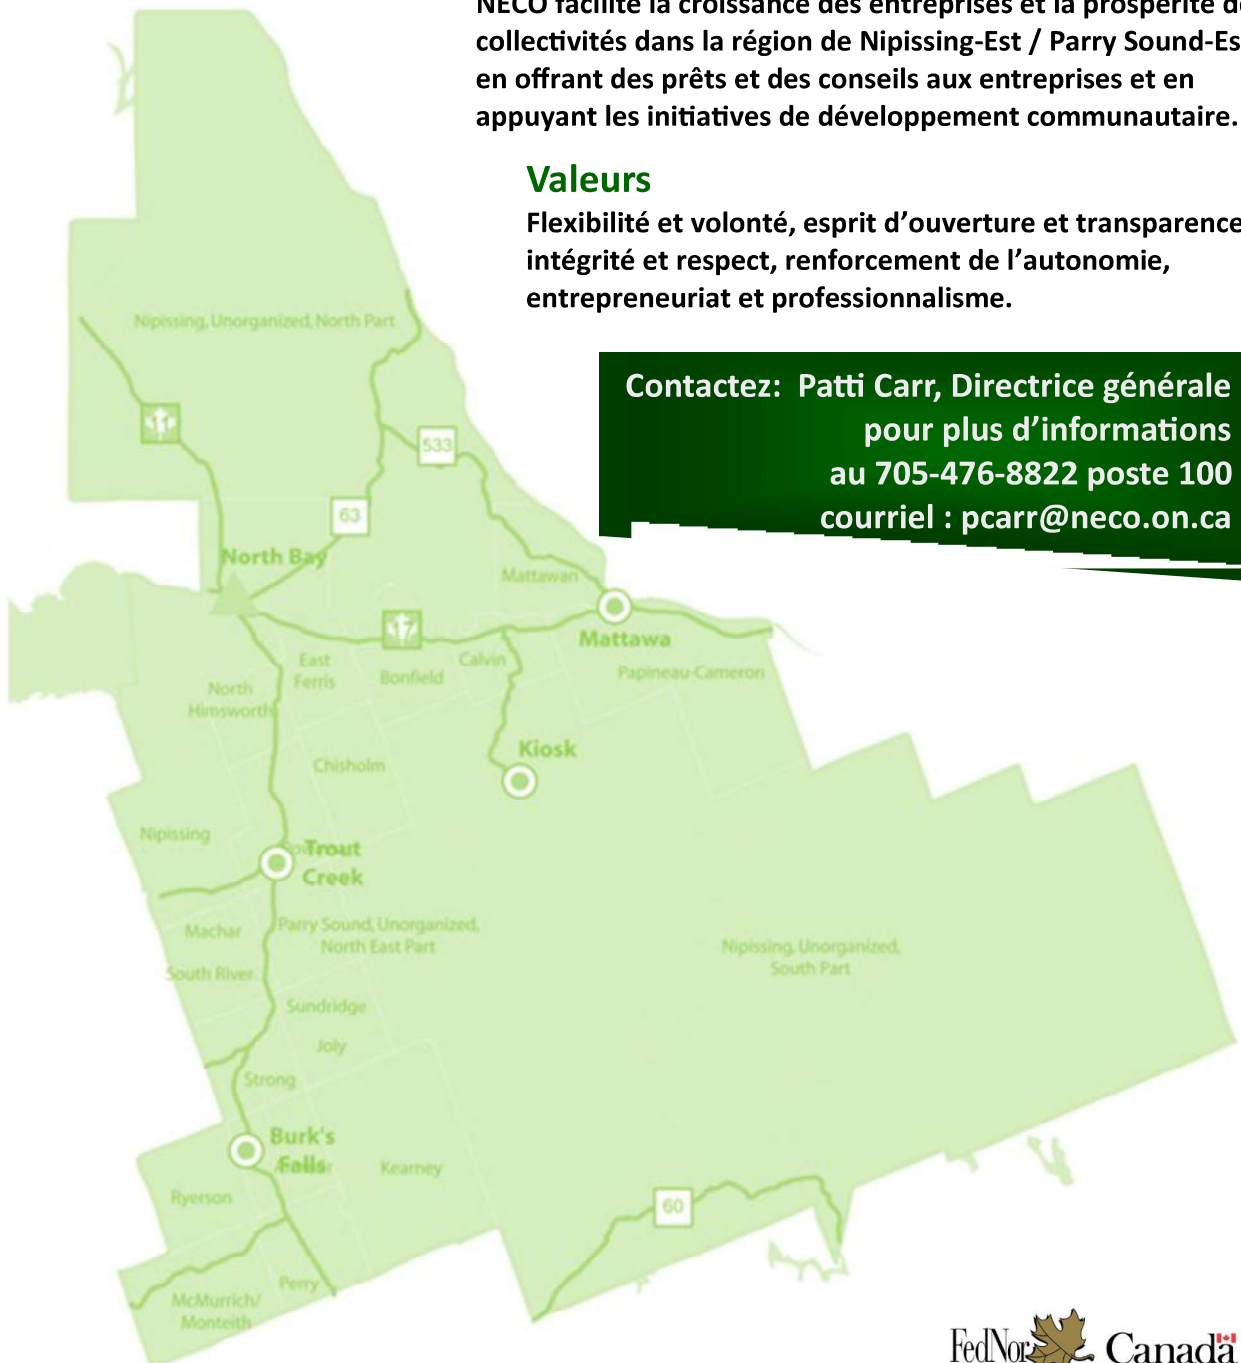 NECO facilite la croissance des entreprises et la prospérité de
collectivités dans la région de Nipissing-Est / Parry Sound-Es
en offrant des prêts et des conseils aux entreprises et en
appuyant les initiatives de développement communautaire.
Valeurs
Flexibilité et volonté, esprit d’ouverture et transparence
intégrité et respect, renforcement de l’autonomie,
entrepreneuriat et professionnalisme.
Contactez: Patti Carr, Directrice générale
pour plus d’informations
au 705-476-8822 poste 100
courriel : pcarr@neco.on.ca
Nipissing, Unorganized, North Part
11
533
63
North Bay
Mattawan
17
Mattawa
East
Ferris
Bonfield
Calvin
Papineau-Cameron
North
Himsworth
Kiosk
Chisholm
Nipissing
Trout
Creek
Machar
Parry Sound, Unorganized,
North East Part
Nipissing, Unorganized,
South Part
South River
Sundridge
Joly
Strong
Burk's
Falls
Kearney
Ryerson
60
Perry
McMurrich/
Monteith
FedNor
Canada